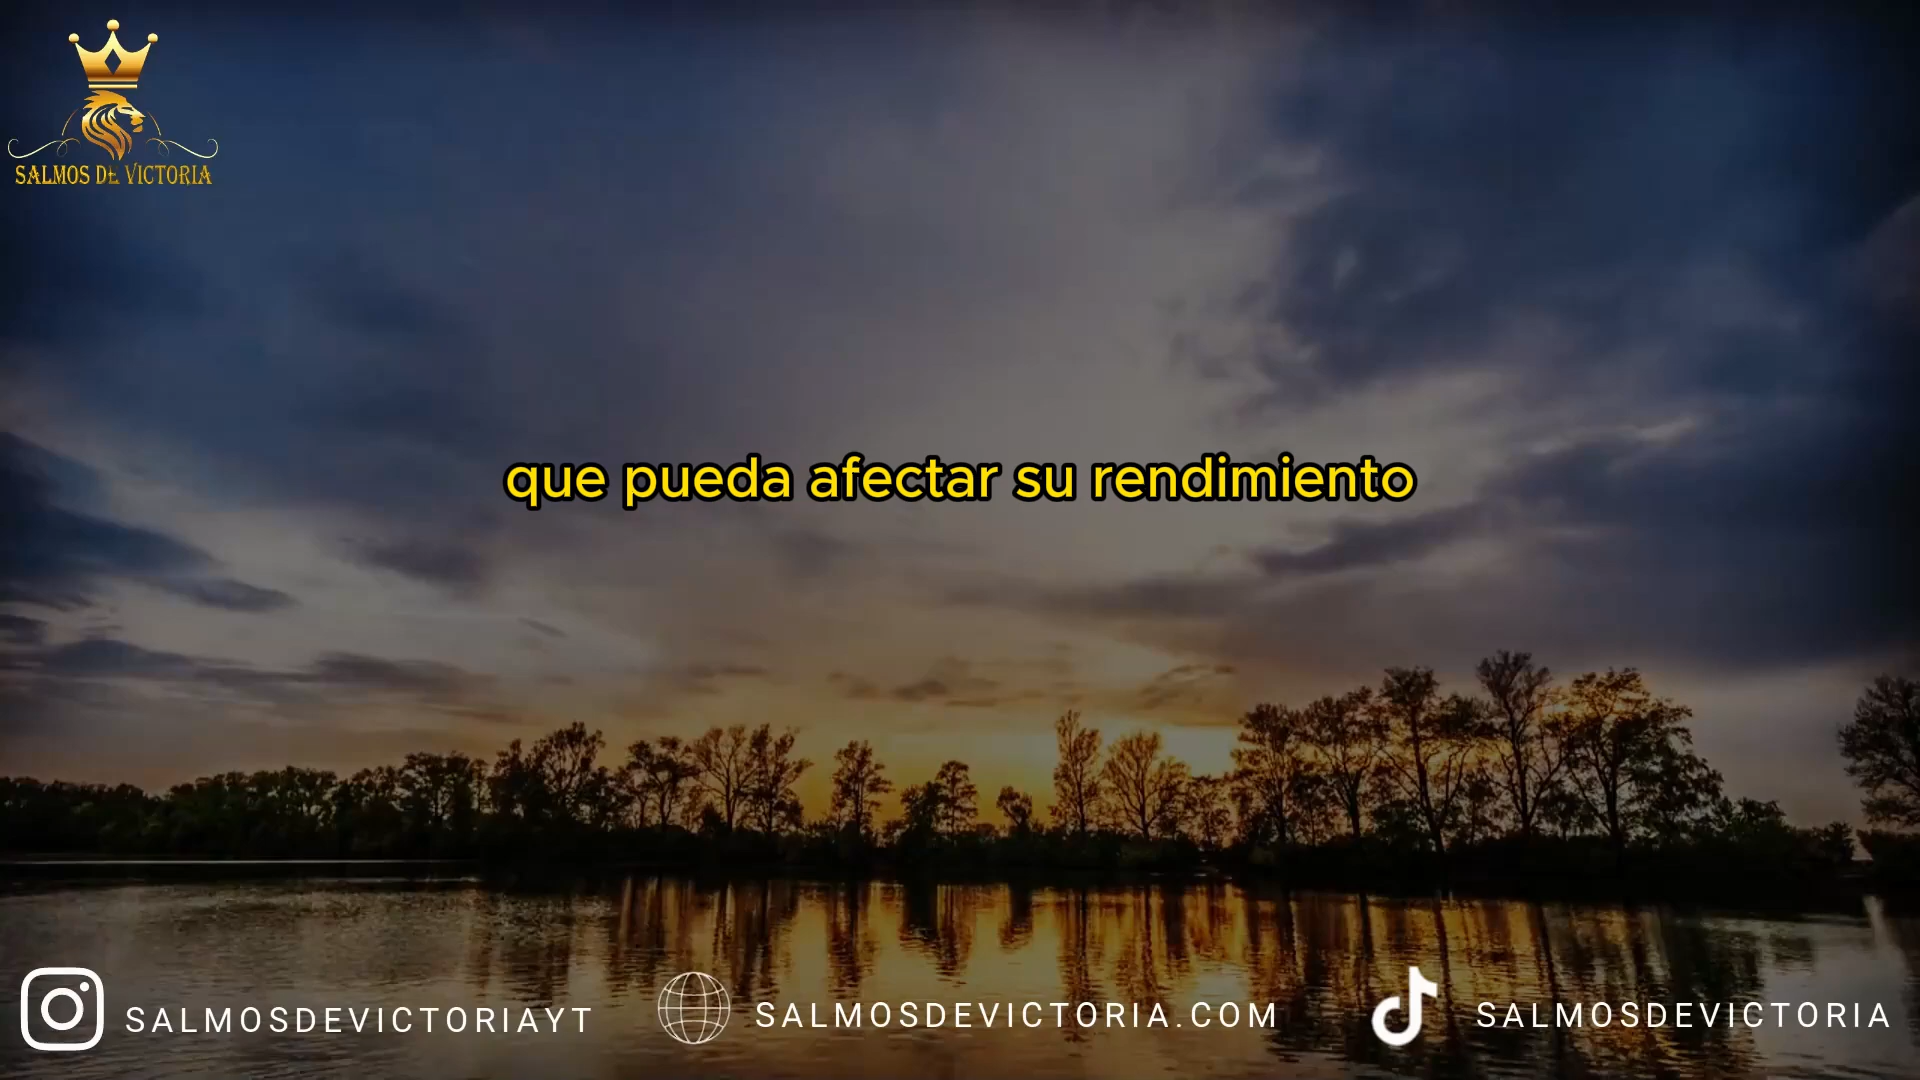 SALMOS DE VICTORIA
que pueda afectar su rendimiento
SALMOSDEVICTORIAYT
SALMOSDEVICTORIA.COM
SALMOSDEVICTORIA